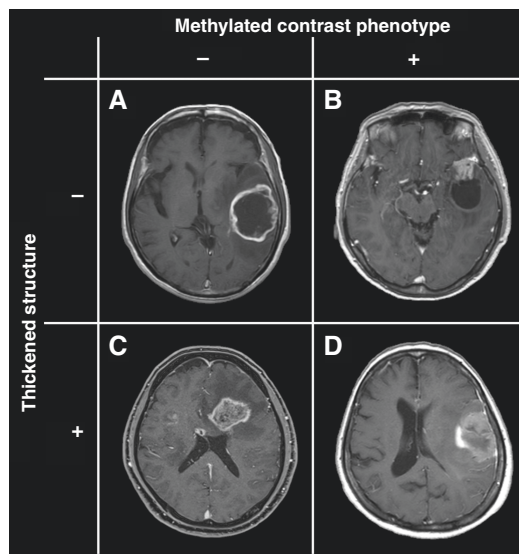 Methylated contrast phenotype
– +
A B
–
Thickened structure
C D
+